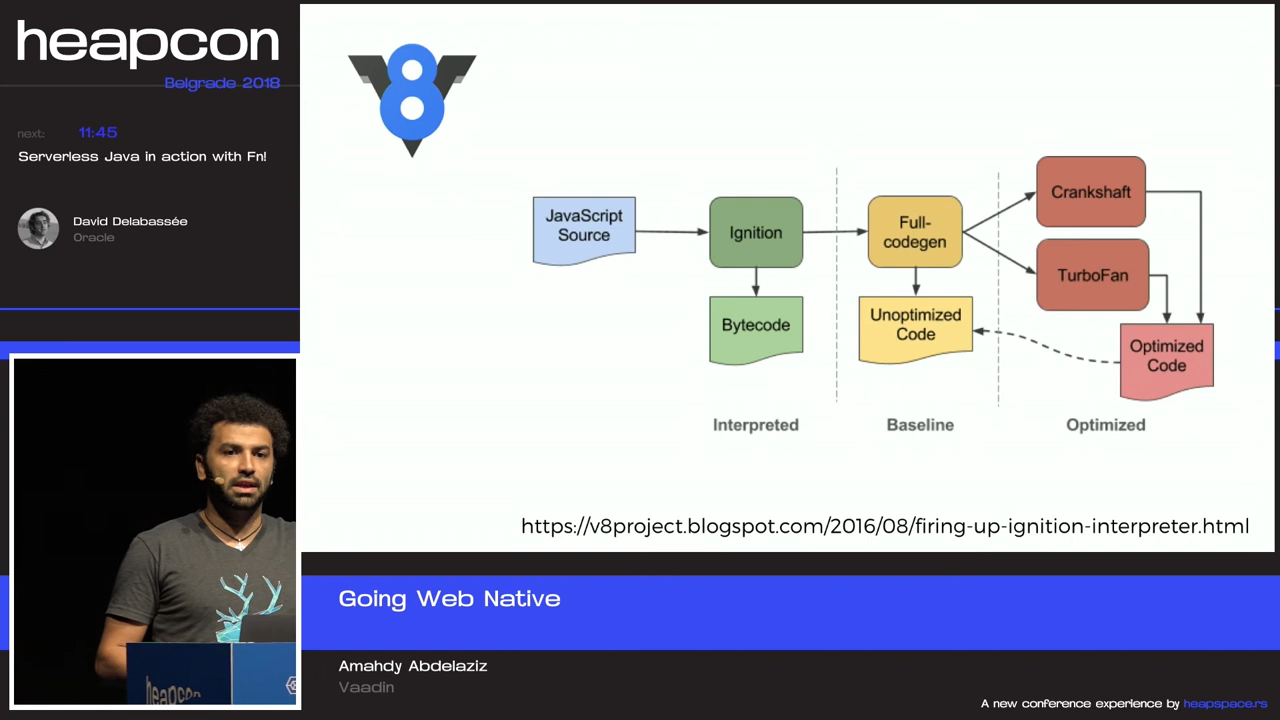 heapcon
Belgrade 2018
next: 11:45
Serverless Java in action with Fn!
David Delabassée
Oracle
8
JavaScript
Source
Ignition
Bytecode
Full-
codegen
Unoptimized
Code
Crankshaft
TurboFan
Optimized
Code
Interpreted
Baseline
Optimized
https://v8project.blogspot.com/2016/08/firing-up-ignition-interpreter.html
heapcon
Going Web Native
Amahdy Abdelaziz
Vaadin
A new conference experience by heapspace.rs